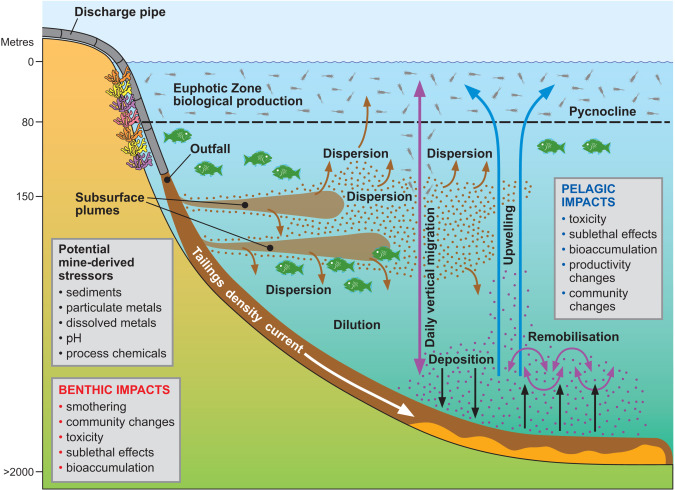 Discharge pipe
Metres
0
Euphotic Zone
biological production
Pycnocline
80
Outfall
Dispersion
Dispersion
Dispersion
150
Subsurface
plumes
PELAGIC
IMPACTS
• toxicity
• sublethal effects
• bioaccumulation
• productivity
changes
• community
changes
Potential
mine-derived
stressors
• sediments
• particulate metals
• dissolved metals
• pH
• process chemicals
Tailings density current
Dispersion
Dilution
Daily vertical migration
Upwelling
Deposition
Remobilisation
BENTHIC IMPACTS
• smothering
• community changes
• toxicity
• sublethal effects
• bioaccumulation
>2000